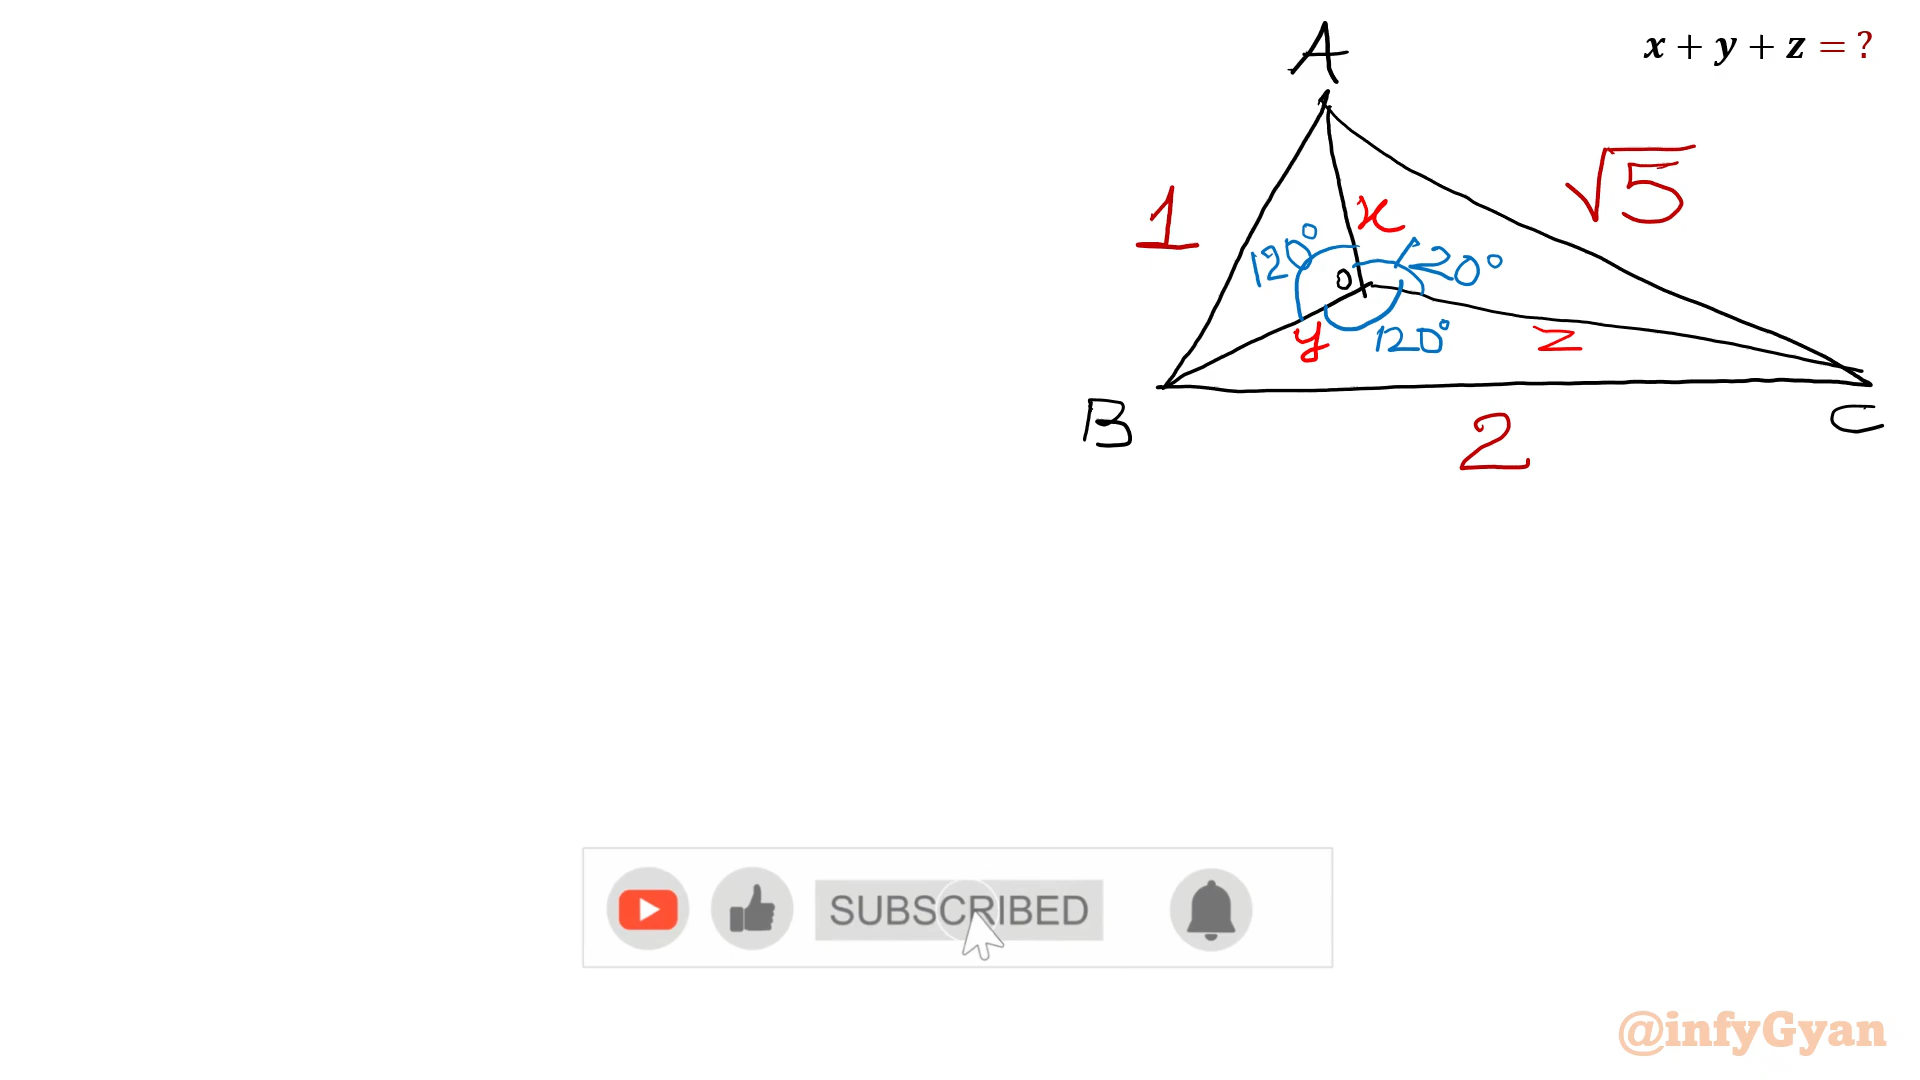 x + y + z = ?
A
1
√5
x
120°
120°
O
y
120°
z
B
C
2
SUBSCRIBED
@infyGyan